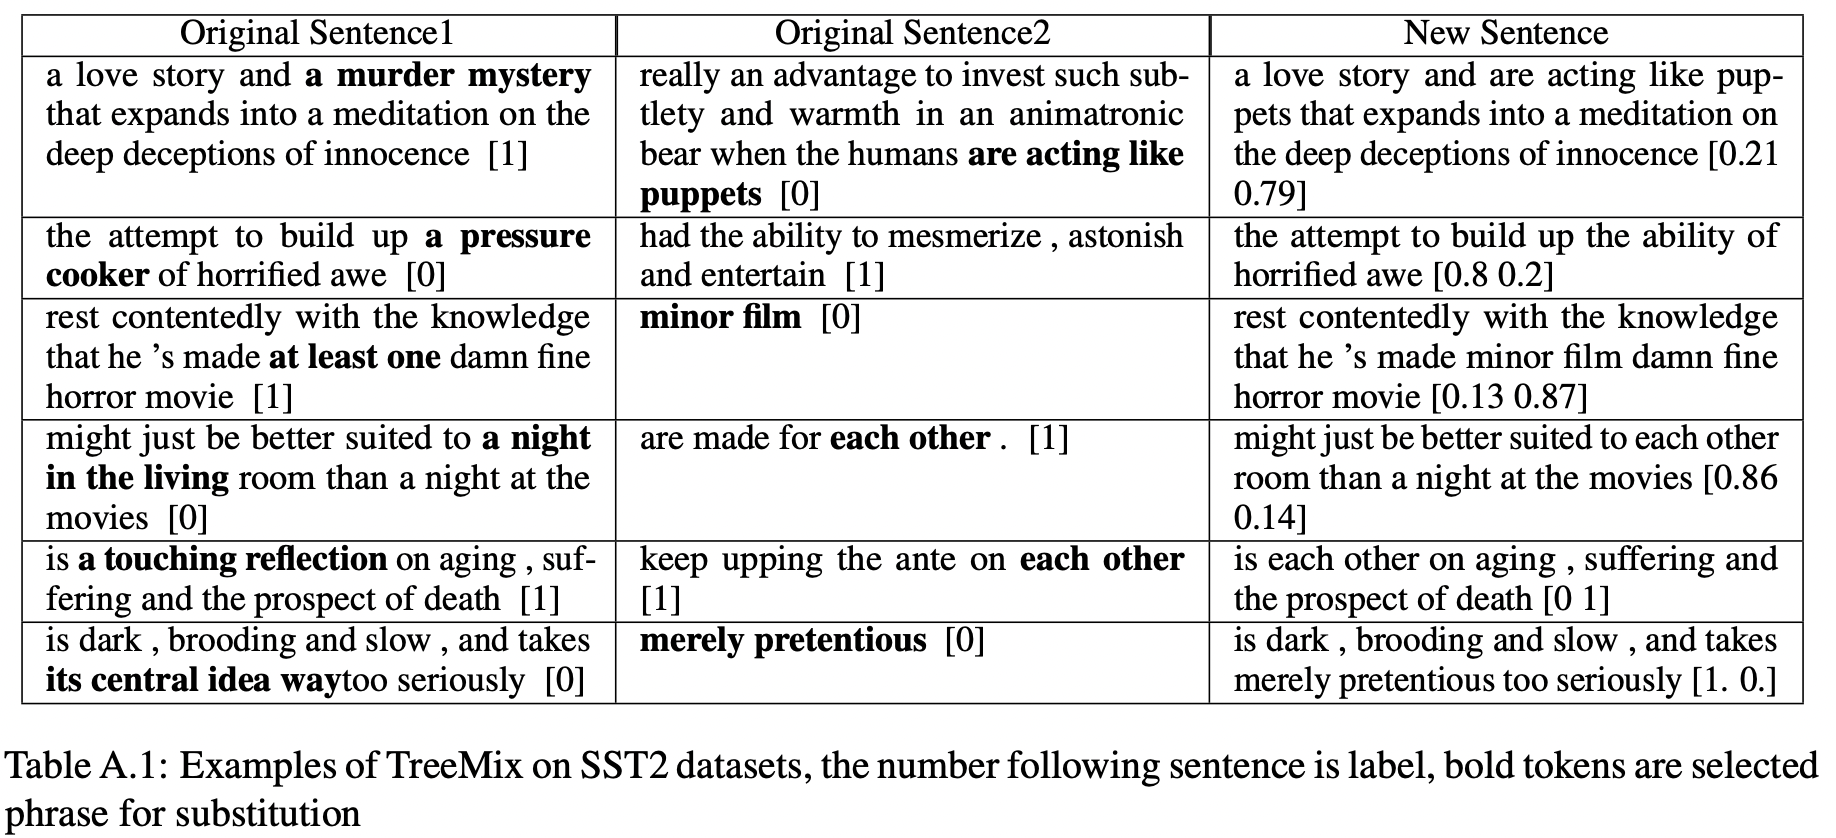 Original Sentence1
Original Sentence2
New Sentence
a love story and a murder mystery
that expands into a meditation on the
deep deceptions of innocence [1]
really an advantage to invest such sub-
tlety and warmth in an animatronic
bear when the humans are acting like
puppets [0]
a love story and are acting like pup-
pets that expands into a meditation on
the deep deceptions of innocence [0.21
0.79]
the attempt to build up a pressure
cooker of horrified awe [0]
had the ability to mesmerize , astonish
and entertain [1]
the attempt to build up the ability of
horrified awe [0.8 0.2]
rest contentedly with the knowledge
that he ’s made at least one damn fine
horror movie [1]
minor film [0]
rest contentedly with the knowledge
that he ’s made minor film damn fine
horror movie [0.13 0.87]
might just be better suited to a night
in the living room than a night at the
movies [0]
are made for each other . [1]
might just be better suited to each other
room than a night at the movies [0.86
0.14]
is a touching reflection on aging , suf-
fering and the prospect of death [1]
keep upping the ante on each other
[1]
is each other on aging , suffering and
the prospect of death [0 1]
is dark , brooding and slow , and takes
its central idea waytoo seriously [0]
merely pretentious [0]
is dark , brooding and slow , and takes
merely pretentious too seriously [1. 0.]
Table A.1: Examples of TreeMix on SST2 datasets, the number following sentence is label, bold tokens are selected
phrase for substitution